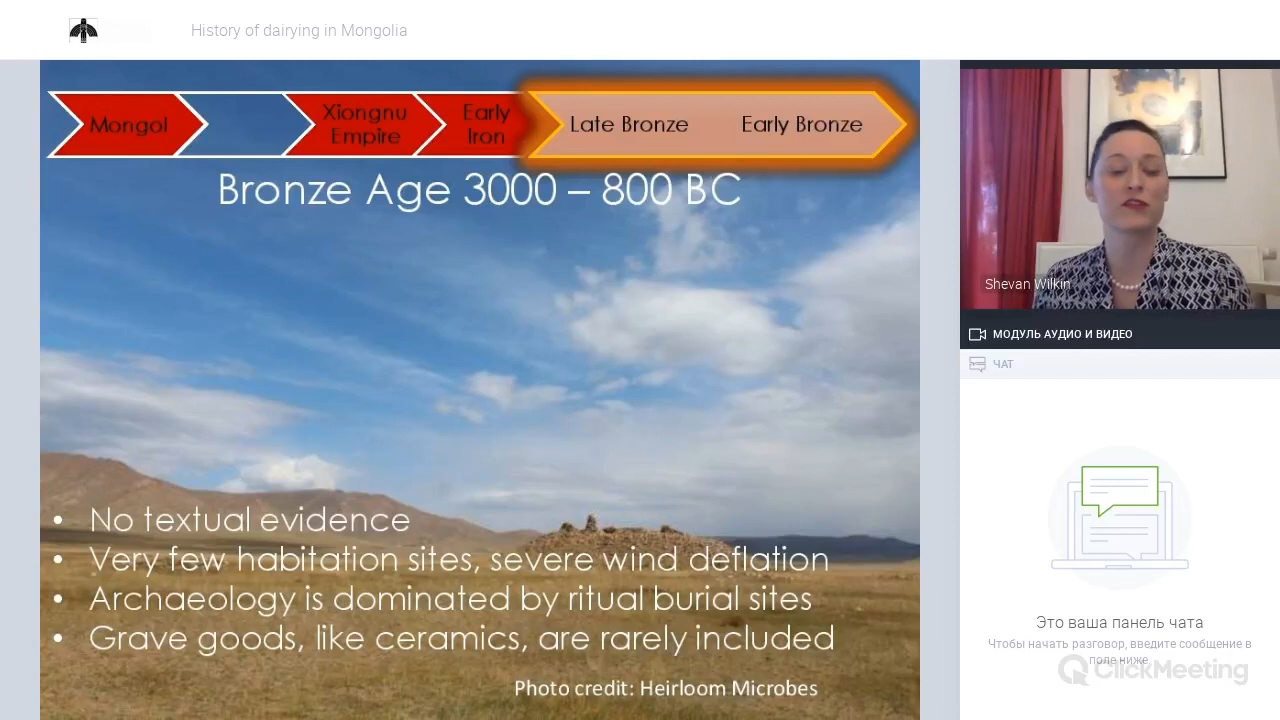 History of dairying in Mongolia
Mongol
Xiongnu
Empire
Early
Iron
Late Bronze
Early Bronze
Bronze Age 3000 – 800 BC
• No textual evidence
• Very few habitation sites, severe wind deflation
• Archaeology is dominated by ritual burial sites
• Grave goods, like ceramics, are rarely included
Photo credit: Heirloom Microbes
Shevan Wilkin
МОДУЛЬ АУДИО И ВИДЕО
ЧАТ
Это ваша панель чата
Чтобы начать разговор, введите сообщение в
поле ниже
ClickMeeting